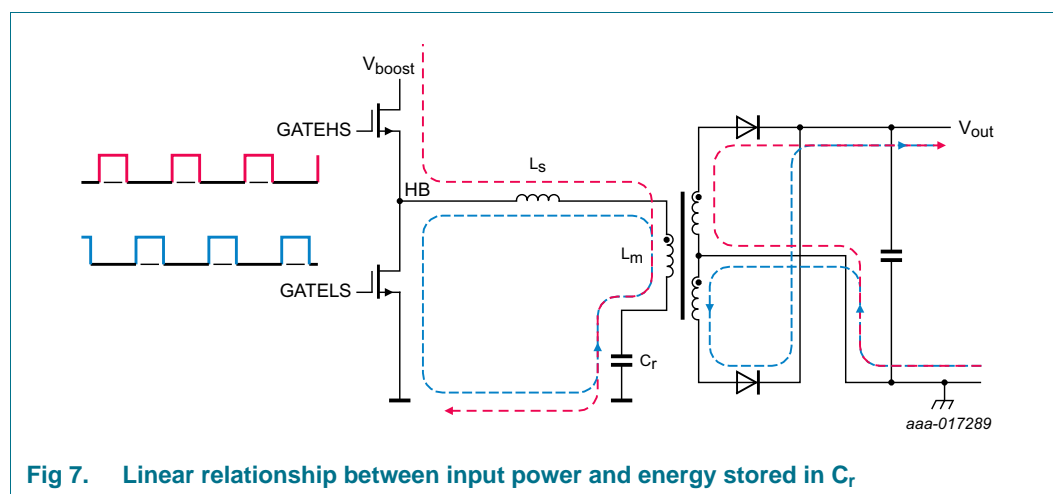 V_boost
GATEHS
L_s
V_out
HB
L_m
GATELS
C_r
aaa-017289
Fig 7. Linear relationship between input power and energy stored in C_r